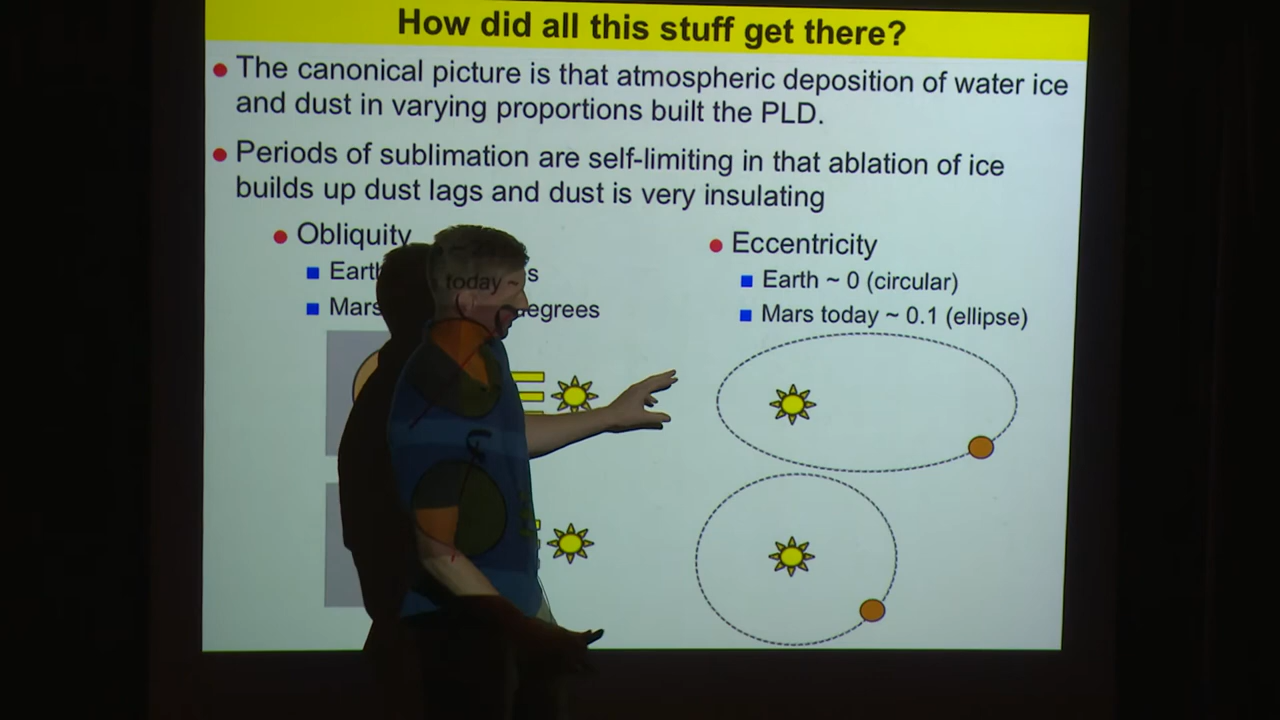 How did all this stuff get there?
The canonical picture is that atmospheric deposition of water ice
and dust in varying proportions built the PLD.
Periods of sublimation are self-limiting in that ablation of ice
builds up dust lags and dust is very insulating
Obliquity
Earth today ~ s
Mars degrees
Eccentricity
Earth ~ 0 (circular)
Mars today ~ 0.1 (ellipse)